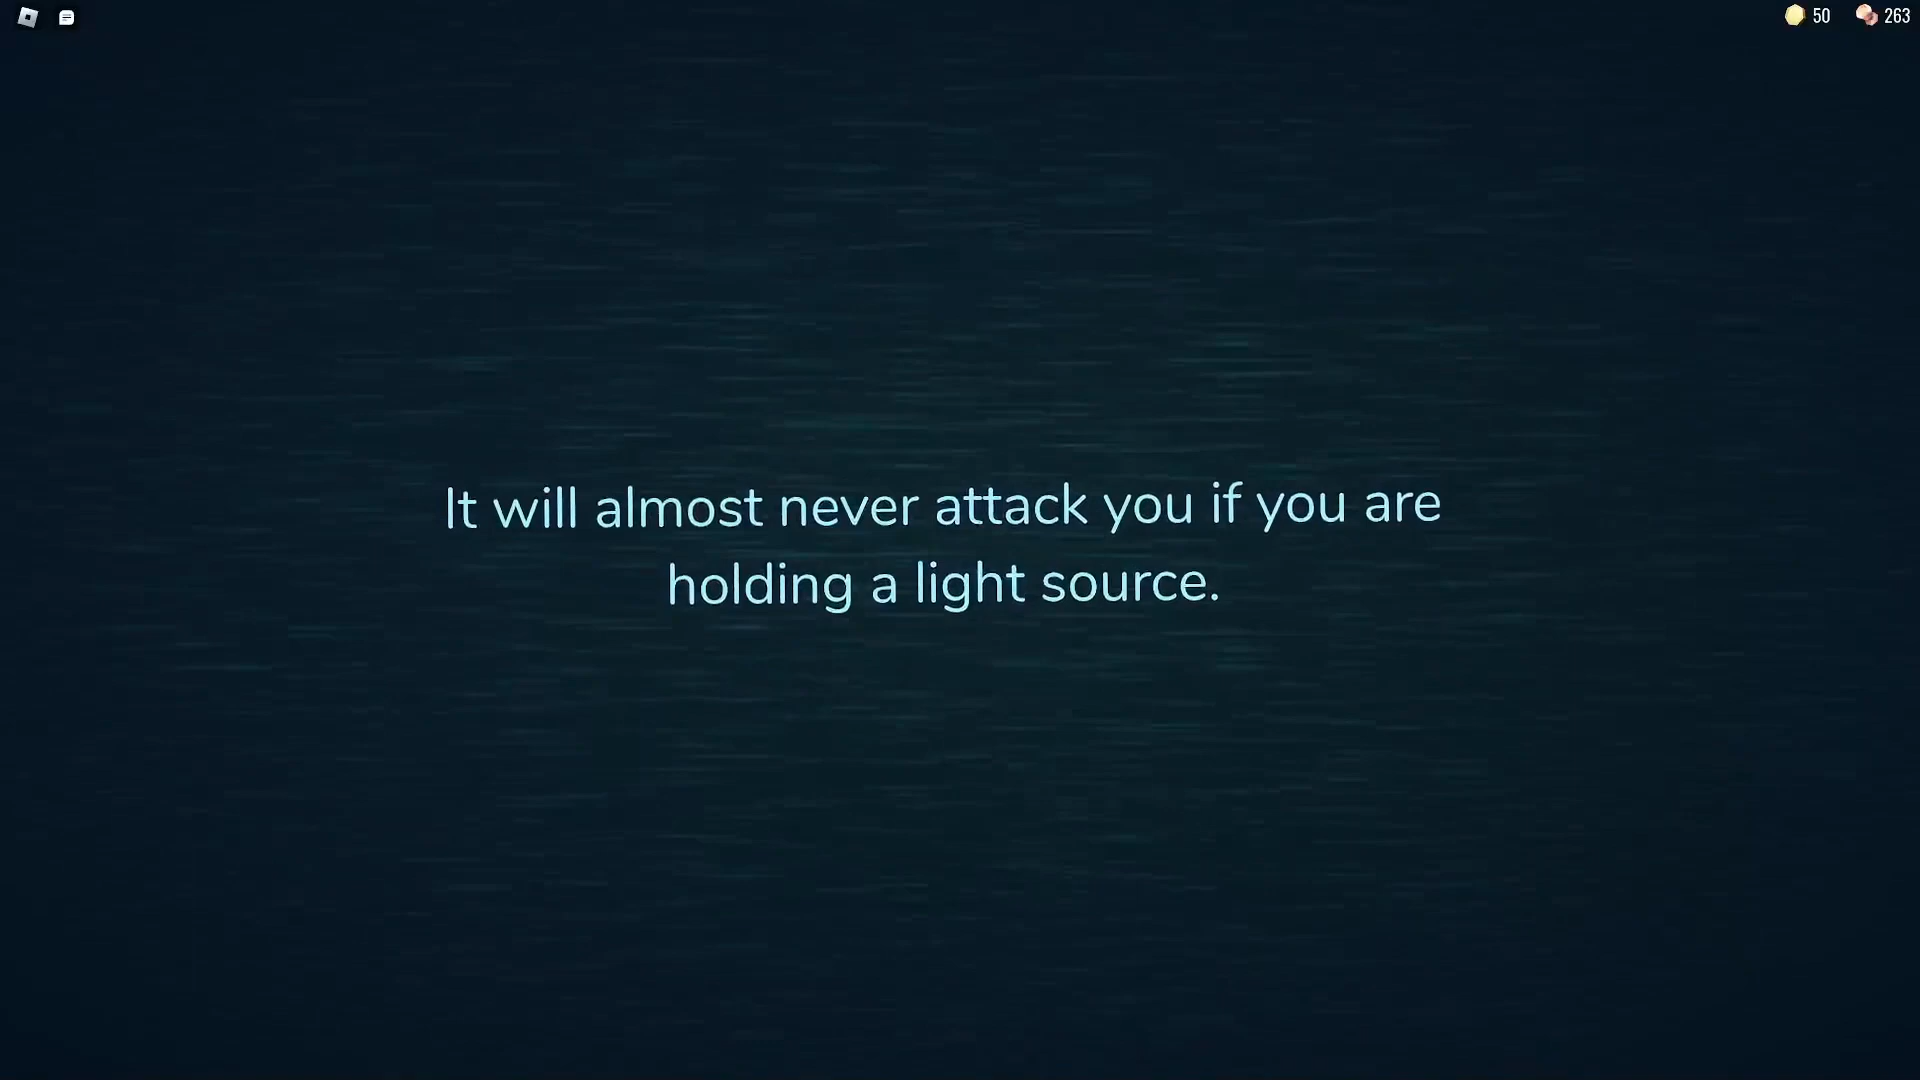 50 263
It will almost never attack you if you are
holding a light source.